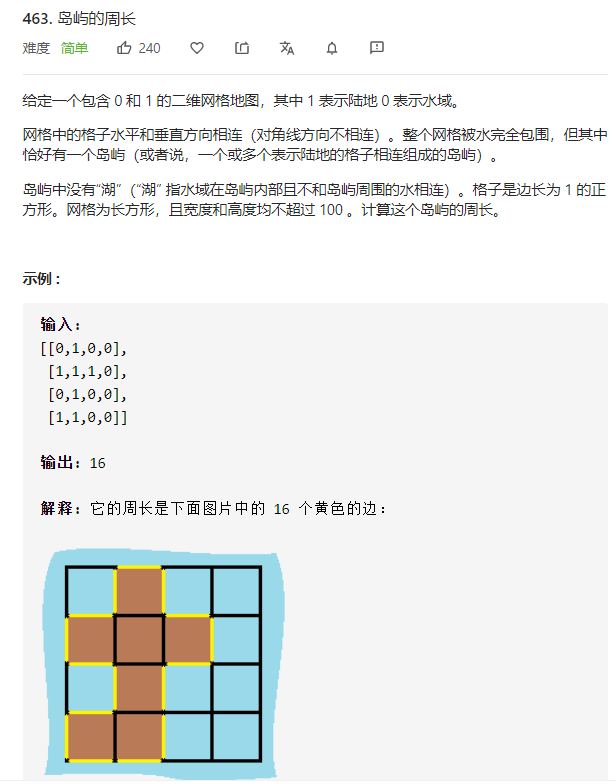 463. 岛屿的周长
难度 简单 240
给定一个包含 0 和 1 的二维网格地图，其中 1 表示陆地 0 表示水域。
网格中的格子水平和垂直方向相连（对角线方向不相连）。整个网格被水完全包围，但其中
恰好有一个岛屿（或者说，一个或多个表示陆地的格子相连组成的岛屿）。
岛屿中没有“湖”（“湖” 指水域在岛屿内部且不和岛屿周围的水相连）。格子是边长为 1 的正
方形。网格为长方形，且宽度和高度均不超过 100 。计算这个岛屿的周长。
示例 :
输入:
[[0,1,0,0],
[1,1,1,0],
[0,1,0,0],
[1,1,0,0]]
输出: 16
解释: 它的周长是下面图片中的 16 个黄色的边：